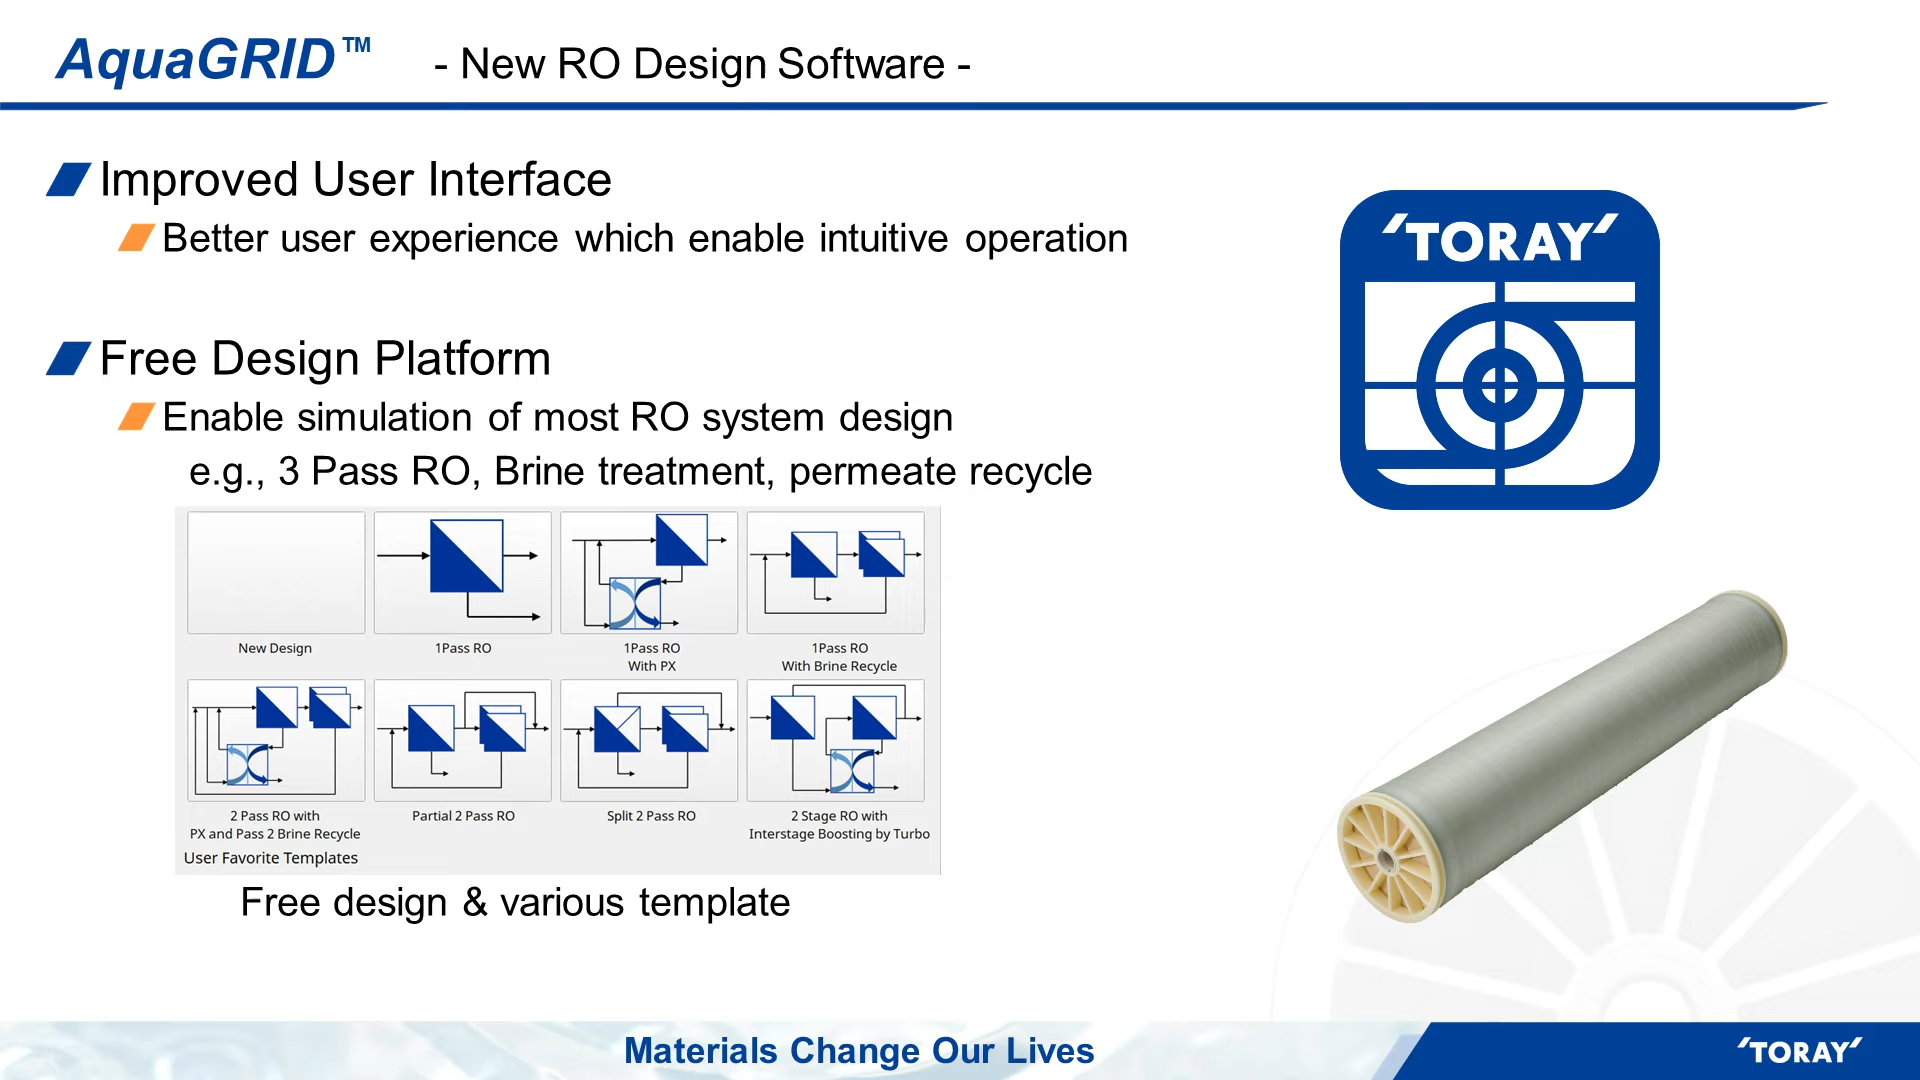 AquaGRID™ - New RO Design Software -
Improved User Interface
Better user experience which enable intuitive operation
Free Design Platform
Enable simulation of most RO system design
e.g., 3 Pass RO, Brine treatment, permeate recycle
New Design
1Pass RO
1Pass RO
With PX
1Pass RO
With Brine Recycle
2 Pass RO with
PX and Pass 2 Brine Recycle
Partial 2 Pass RO
Split 2 Pass RO
2 Stage RO with
Interstage Boosting by Turbo
User Favorite Templates
Free design & various template
'TORAY'
Materials Change Our Lives
'TORAY'